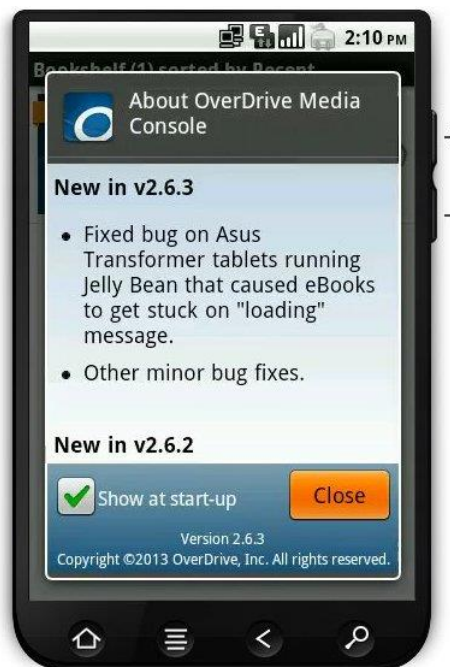 2:10 PM
Bookshelf (1) sorted by Recent
About OverDrive Media
Console
New in v2.6.3
• Fixed bug on Asus
Transformer tablets running
Jelly Bean that caused eBooks
to get stuck on "loading"
message.
• Other minor bug fixes.
New in v2.6.2
Show at start-up
Close
Version 2.6.3
Copyright ©2013 OverDrive, Inc. All rights reserved.